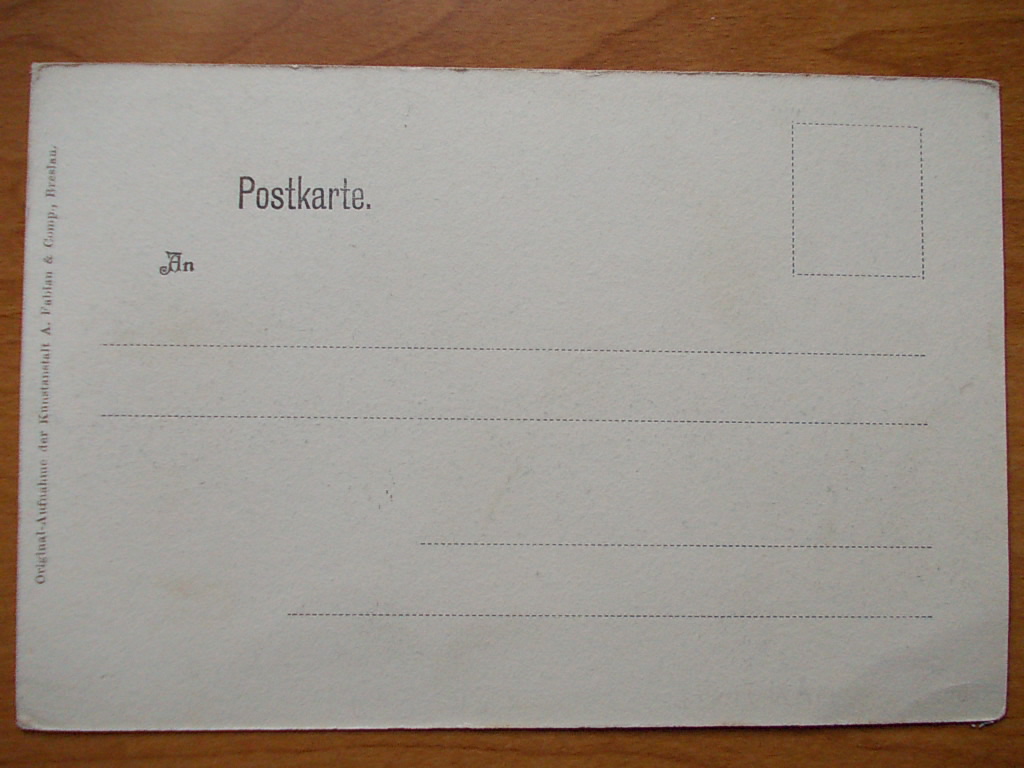 Postkarte.
An
Original-Aufnahme der Kunstanstalt A. Fabian & Comp., Breslau.